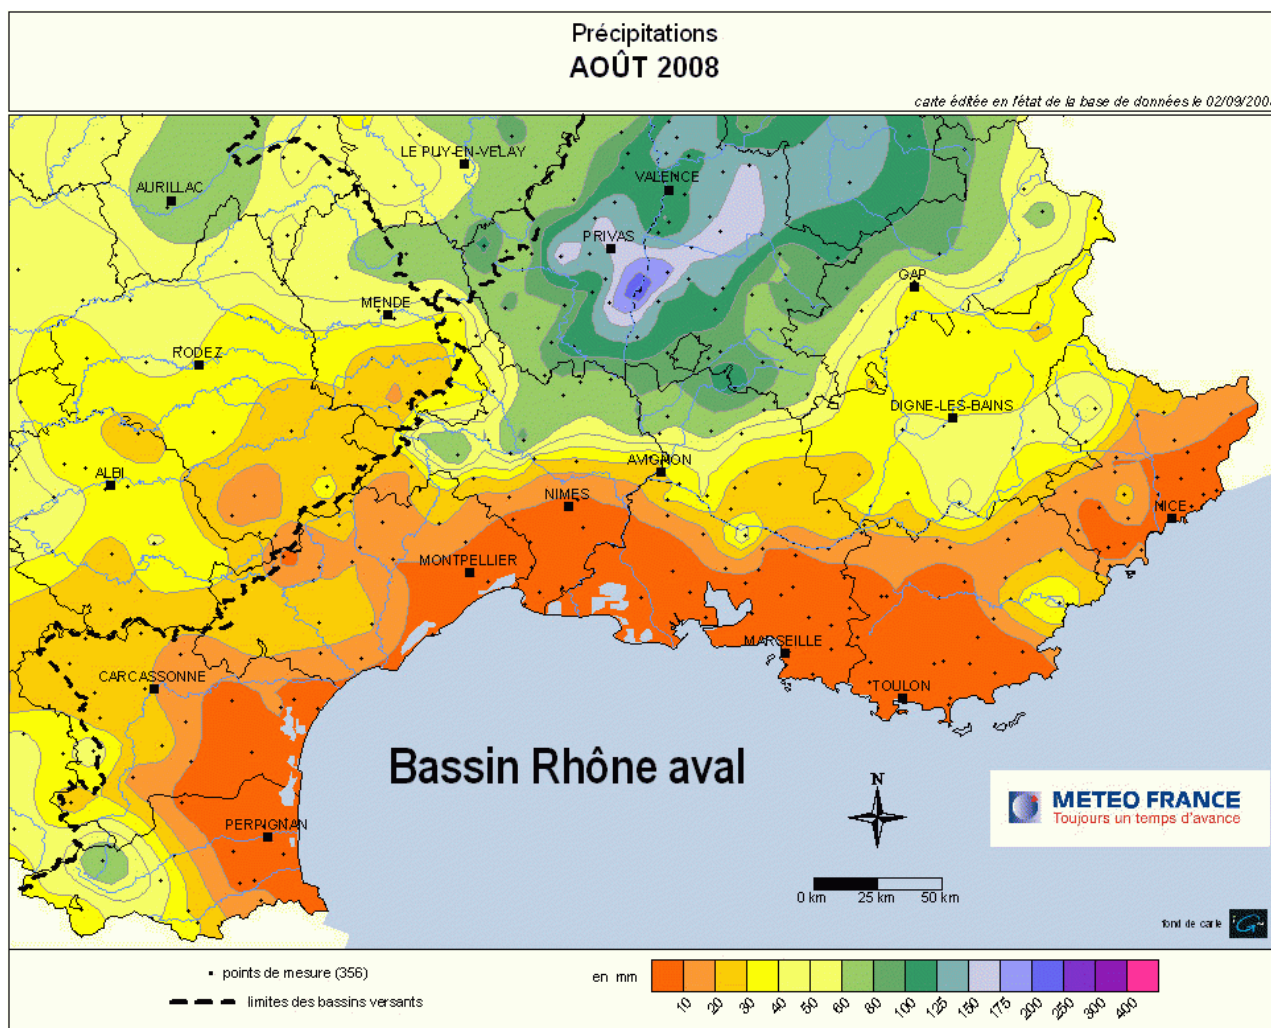 Précipitations
AOÛT 2008
carte éditée en l'état de la base de données le 02/09/2008
LE PUY-EN-VELAY
AURILLAC
VALENCE
PRIVAS
GAP
MENDE
RODEZ
DIGNE-LES-BAINS
AVIGNON
ALBI
NIMES
NICE
MONTPELLIER
MARSEILLE
CARCASSONNE
TOULON
Bassin Rhône aval
N
METEO FRANCE
Toujours un temps d'avance
PERPIGNAN
0 km 25 km 50 km
fond de carte
points de mesure (356)
limites des bassins versants
en mm
10 20 30 40 50 60 80 100 125 150 175 200 250 300 400